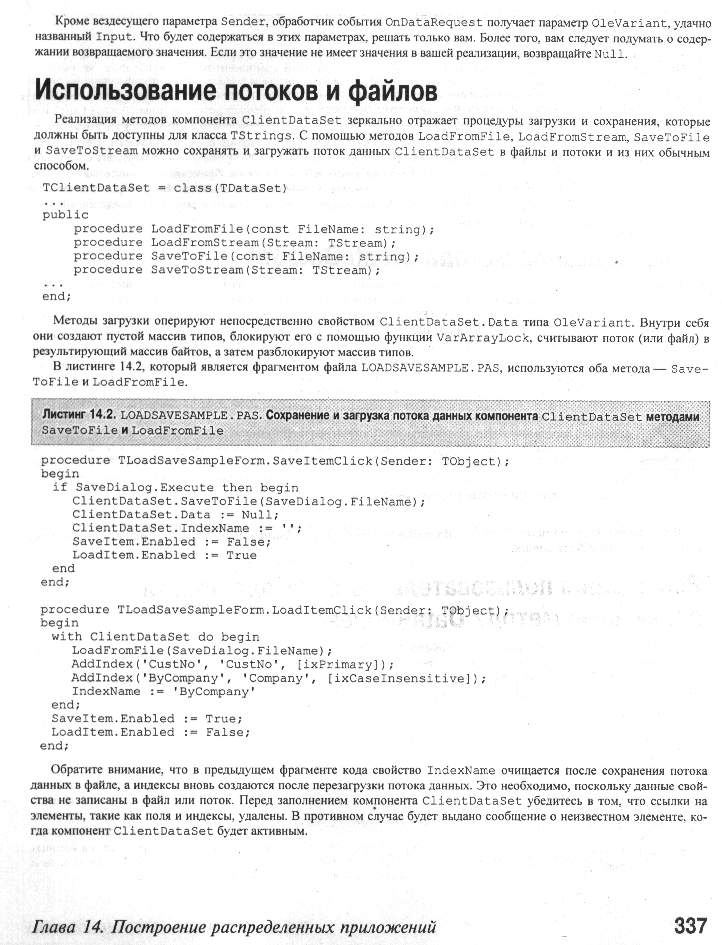 Кроме вездесущего параметра Sender, обработчик события OnDataRequest получает параметр OleVariant, удачно
названный Input. Что будет содержаться в этих параметрах, решать только вам. Более того, вам следует подумать о содер-
жании возвращаемого значения. Если это значение не имеет значения в вашей реализации, возвращайте Null.
Использование потоков и файлов
Реализация методов компонента ClientDataSet зеркально отражает процедуры загрузки и сохранения, которые
должны быть доступны для класса TStrings. С помощью методов LoadFromFile, LoadFromStream, SaveToFile
и SaveToStream можно сохранять и загружать поток данных ClientDataSet в файлы и потоки и из них обычным
способом.
TClientDataSet = class(TDataSet)
...
public
procedure LoadFromFile(const FileName: string);
procedure LoadFromStream(Stream: TStream);
procedure SaveToFile(const FileName: string);
procedure SaveToStream(Stream: TStream);
...
end;
Методы загрузки оперируют непосредственно свойством ClientDataSet.Data типа OleVariant. Внутри себя
они создают пустой массив типов, блокируют его с помощью функции VarArrayLock, считывают поток (или файл) в
результирующий массив байтов, а затем разблокируют массив типов.
В листинге 14.2, который является фрагментом файла LOADSAVESAMPLE.PAS, используются оба метода — Save-
ToFile и LoadFromFile.
Листинг 14.2. LOADSAVESAMPLE.PAS. Сохранение и загрузка потока данных компонента ClientDataSet методами
SaveToFile и LoadFromFile
procedure TLoadSaveSampleForm.SaveItemClick(Sender: TObject);
begin
if SaveDialog.Execute then begin
ClientDataSet.SaveToFile(SaveDialog.FileName);
ClientDataSet.Data := Null;
ClientDataSet.IndexName := '';
SaveItem.Enabled := False;
LoadItem.Enabled := True
end
end;
procedure TLoadSaveSampleForm.LoadItemClick(Sender: TObject);
begin
with ClientDataSet do begin
LoadFromFile(SaveDialog.FileName);
AddIndex('CustNo', 'CustNo', [ixPrimary]);
AddIndex('ByCompany', 'Company', [ixCaseInsensitive]);
IndexName := 'ByCompany'
end;
SaveItem.Enabled := True;
LoadItem.Enabled := False;
end;
Обратите внимание, что в предыдущем фрагменте кода свойство IndexName очищается после сохранения потока
данных в файле, а индексы вновь создаются после перезагрузки потока данных. Это необходимо, поскольку данные свой-
ства не записаны в файл или поток. Перед заполнением компонента ClientDataSet убедитесь в том, что ссылки на
элементы, такие как поля и индексы, удалены. В противном случае будет выдано сообщение о неизвестном элементе, ко-
гда компонент ClientDataSet будет активным.
Глава 14. Построение распределенных приложений 337